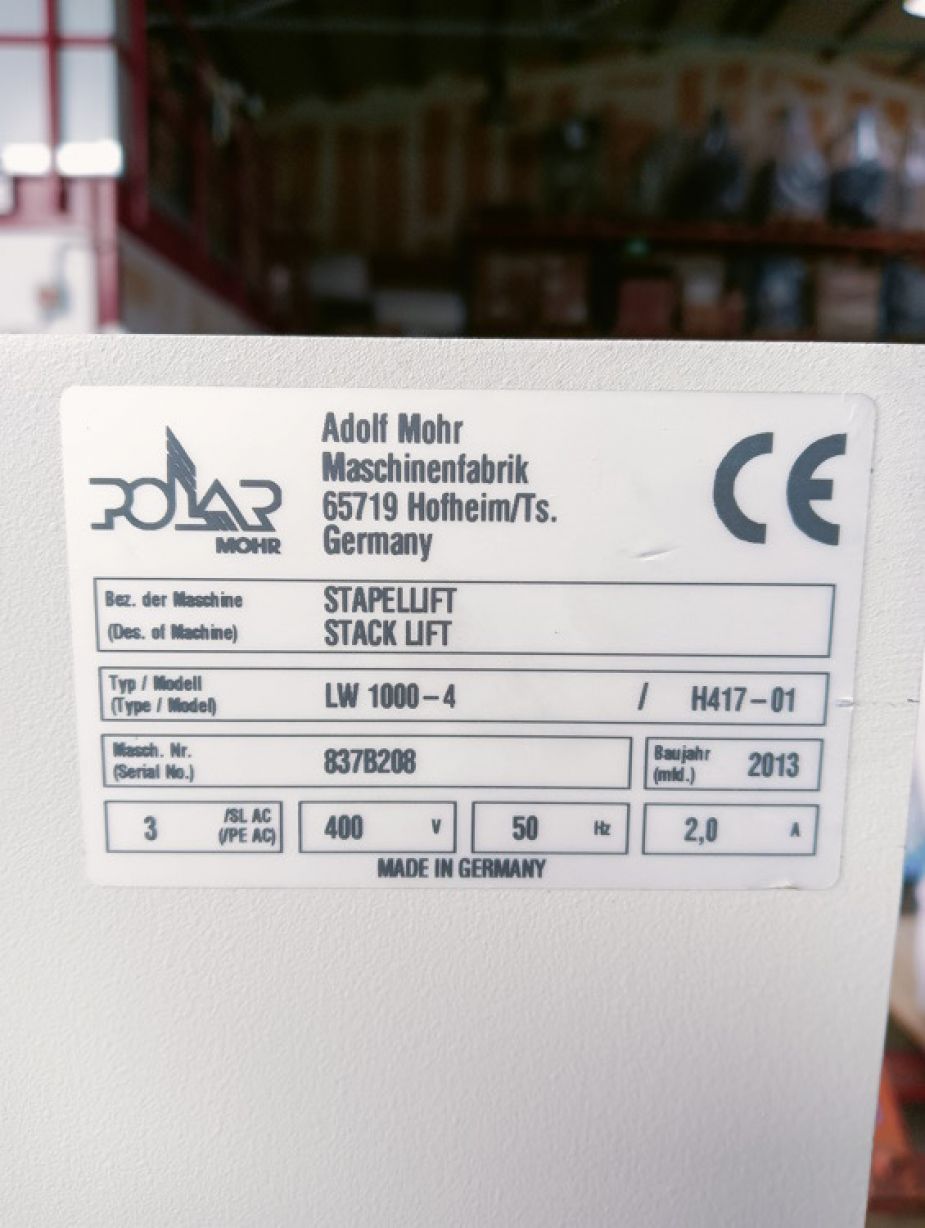 POLAR
MOHR
Adolf Mohr
Maschinenfabrik
65719 Hofheim/Ts.
Germany
CE
Bez. der Maschine
(Des. of Machine)
STAPELLIFT
STACK LIFT
Typ / Modell
(Type / Model)
LW 1000-4 / H417-01
Masch. Nr.
(Serial No.)
837B208
Baujahr
(mkl.)
2013
3 /SL AC
(/PE AC)
400 V
50 Hz
2,0 A
MADE IN GERMANY